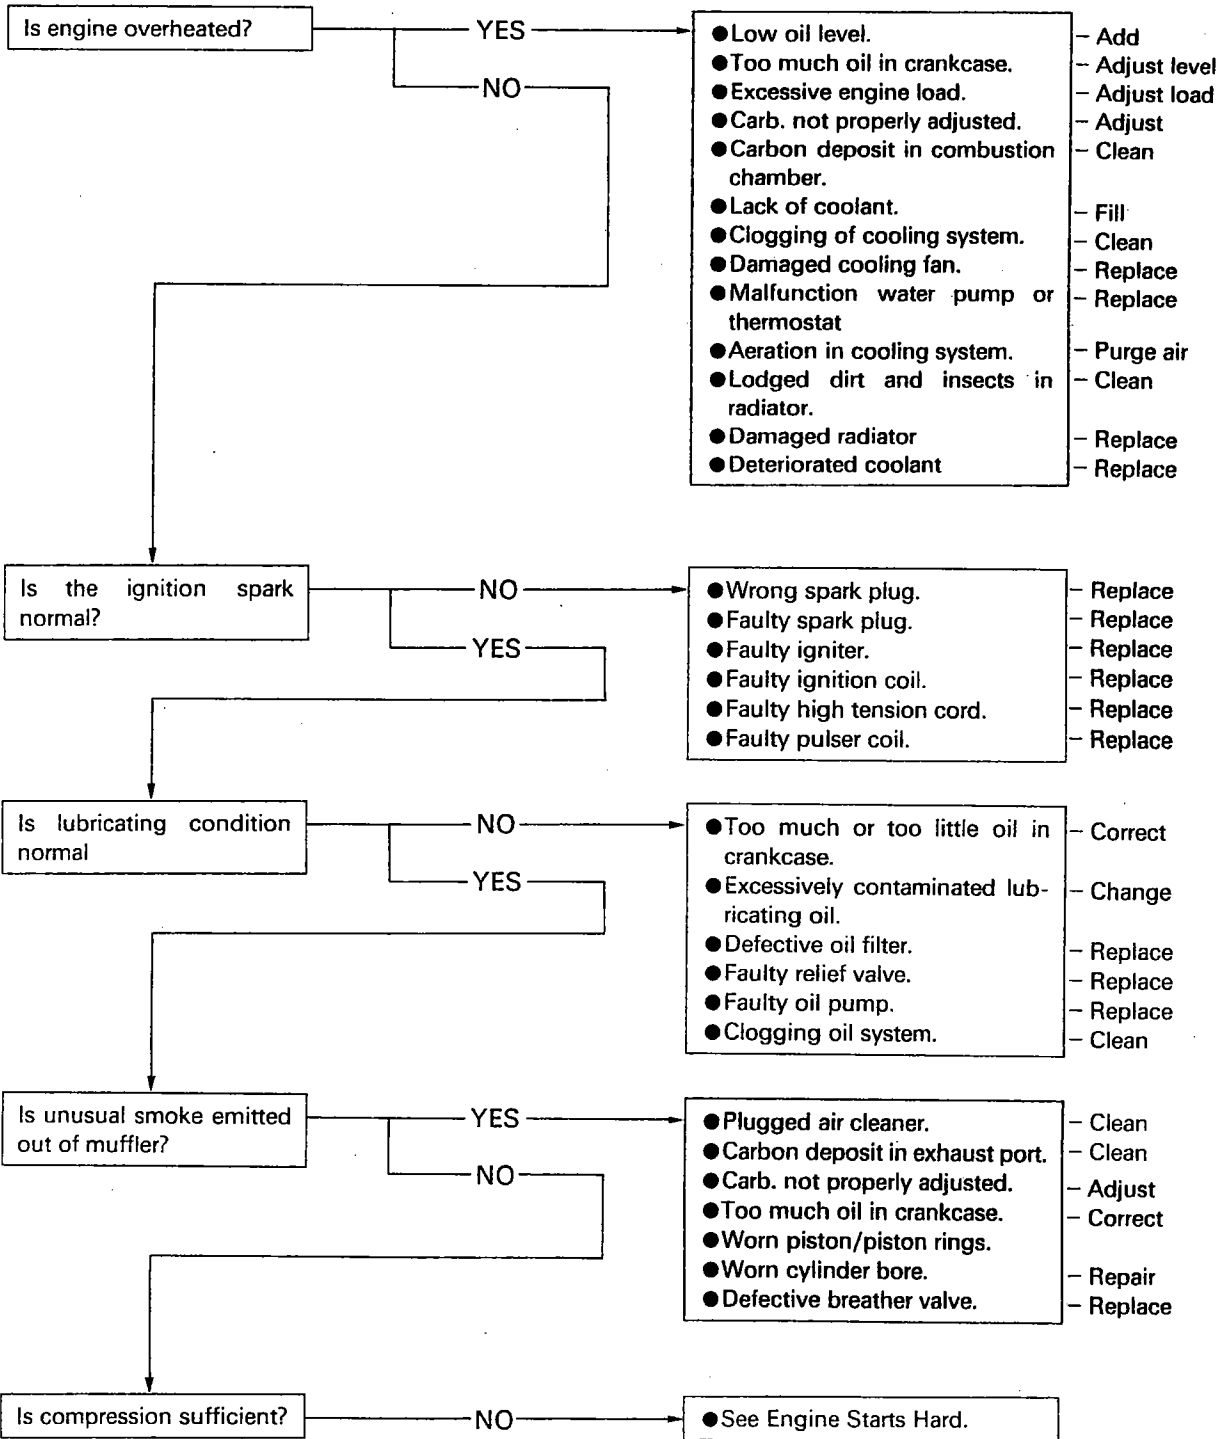 Is engine overheated?
YES
NO
●Low oil level.
– Add
●Too much oil in crankcase.
– Adjust level
●Excessive engine load.
– Adjust load
●Carb. not properly adjusted.
– Adjust
●Carbon deposit in combustion
– Clean
chamber.
●Lack of coolant.
– Fill
●Clogging of cooling system.
– Clean
●Damaged cooling fan.
– Replace
●Malfunction water pump or
– Replace
thermostat
●Aeration in cooling system.
– Purge air
●Lodged dirt and insects in
– Clean
radiator.
●Damaged radiator
– Replace
●Deteriorated coolant
– Replace
Is the ignition spark
normal?
NO
YES
●Wrong spark plug.
– Replace
●Faulty spark plug.
– Replace
●Faulty igniter.
– Replace
●Faulty ignition coil.
– Replace
●Faulty high tension cord.
– Replace
●Faulty pulser coil.
– Replace
Is lubricating condition
normal
NO
YES
●Too much or too little oil in
– Correct
crankcase.
●Excessively contaminated lub-
– Change
ricating oil.
●Defective oil filter.
– Replace
●Faulty relief valve.
– Replace
●Faulty oil pump.
– Replace
●Clogging oil system.
– Clean
Is unusual smoke emitted
out of muffler?
YES
NO
●Plugged air cleaner.
– Clean
●Carbon deposit in exhaust port.
– Clean
●Carb. not properly adjusted.
– Adjust
●Too much oil in crankcase.
– Correct
●Worn piston/piston rings.
●Worn cylinder bore.
– Repair
●Defective breather valve.
– Replace
Is compression sufficient?
NO
●See Engine Starts Hard.